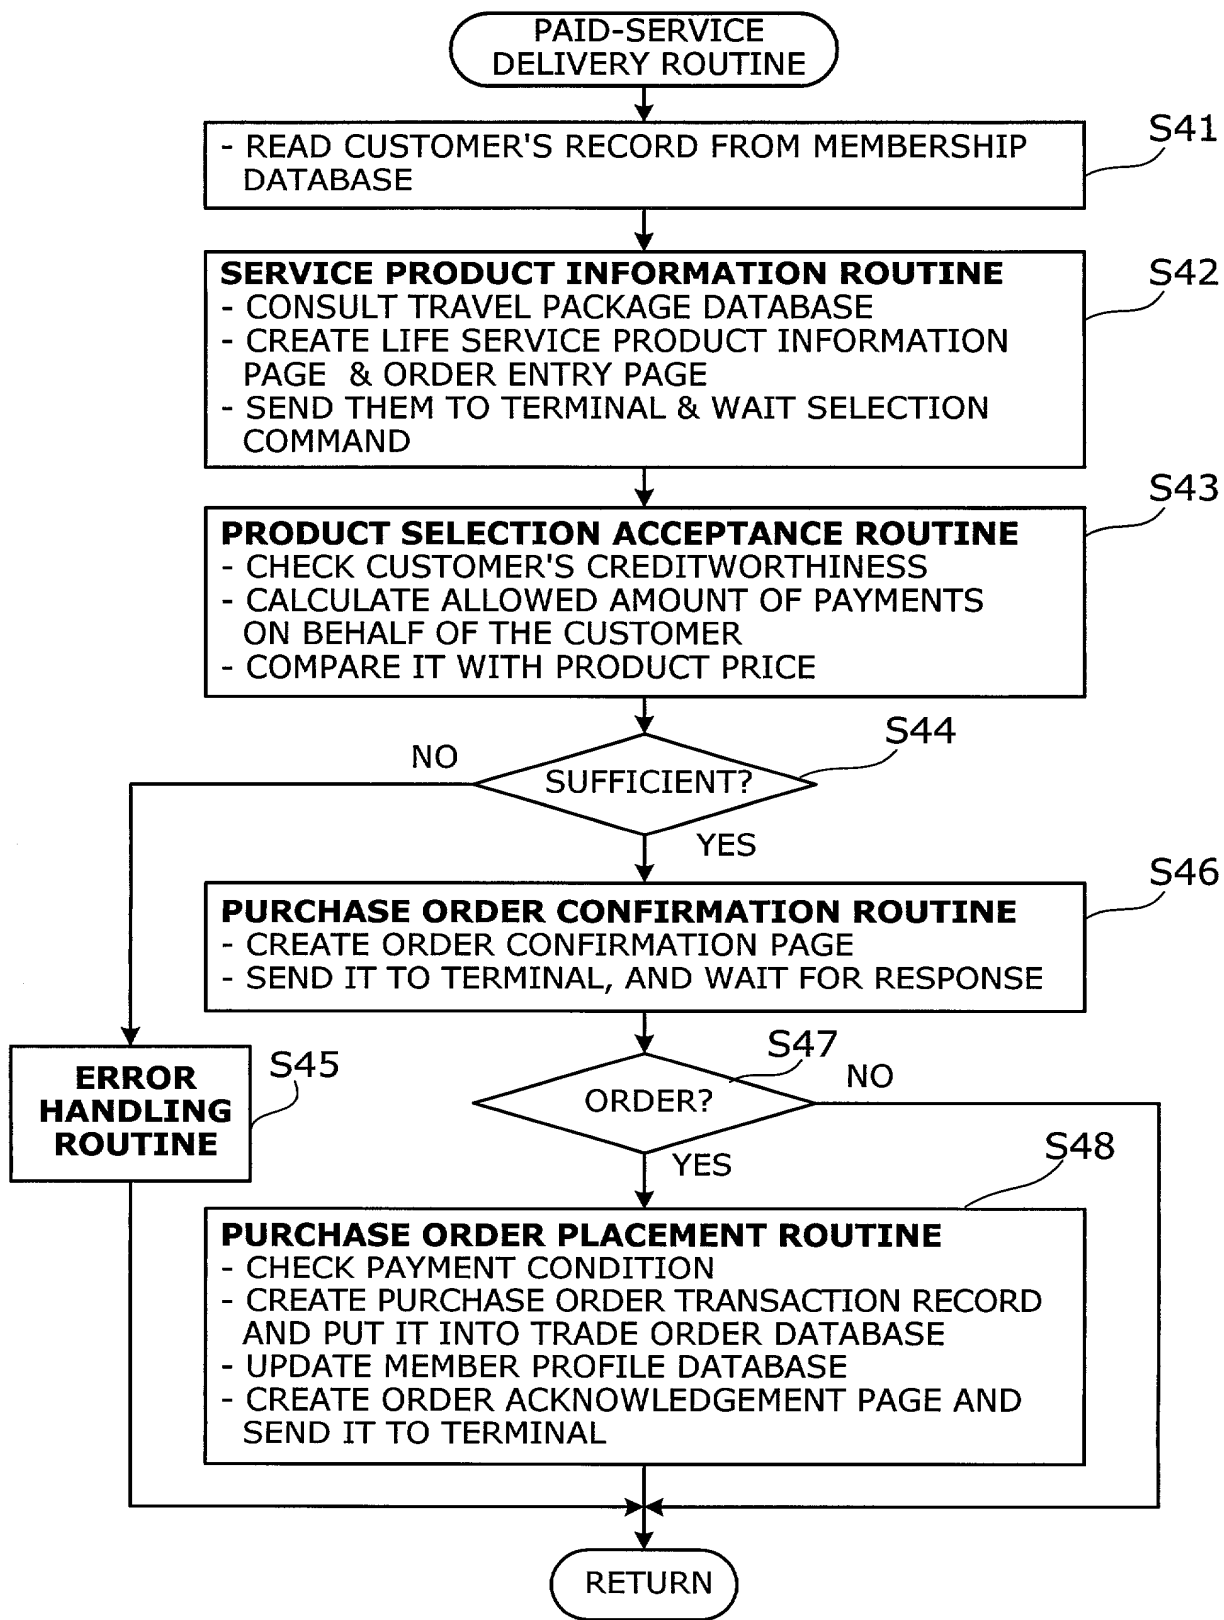 PAID-SERVICE
DELIVERY ROUTINE
S41
- READ CUSTOMER'S RECORD FROM MEMBERSHIP
DATABASE
S42
SERVICE PRODUCT INFORMATION ROUTINE
- CONSULT TRAVEL PACKAGE DATABASE
- CREATE LIFE SERVICE PRODUCT INFORMATION
PAGE & ORDER ENTRY PAGE
- SEND THEM TO TERMINAL & WAIT SELECTION
COMMAND
S43
PRODUCT SELECTION ACCEPTANCE ROUTINE
- CHECK CUSTOMER'S CREDITWORTHINESS
- CALCULATE ALLOWED AMOUNT OF PAYMENTS
ON BEHALF OF THE CUSTOMER
- COMPARE IT WITH PRODUCT PRICE
S44
NO
SUFFICIENT?
YES
S46
PURCHASE ORDER CONFIRMATION ROUTINE
- CREATE ORDER CONFIRMATION PAGE
- SEND IT TO TERMINAL, AND WAIT FOR RESPONSE
S45
ERROR
HANDLING
ROUTINE
S47
NO
ORDER?
YES
S48
PURCHASE ORDER PLACEMENT ROUTINE
- CHECK PAYMENT CONDITION
- CREATE PURCHASE ORDER TRANSACTION RECORD
AND PUT IT INTO TRADE ORDER DATABASE
- UPDATE MEMBER PROFILE DATABASE
- CREATE ORDER ACKNOWLEDGEMENT PAGE AND
SEND IT TO TERMINAL
RETURN